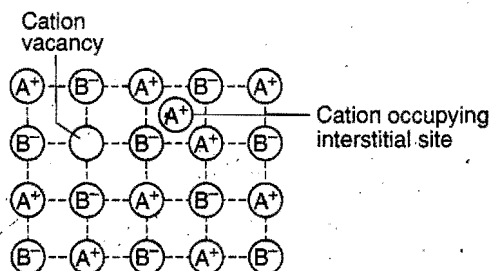 Cation
vacancy
A⁺ B⁻ A⁺ B⁻ A⁺
A⁺
Cation occupying
interstitial site
B⁻ B⁻ A⁺ B⁻
A⁺ B⁻ A⁺ B⁻ A⁺
B⁻ A⁺ B⁻ A⁺ B⁻